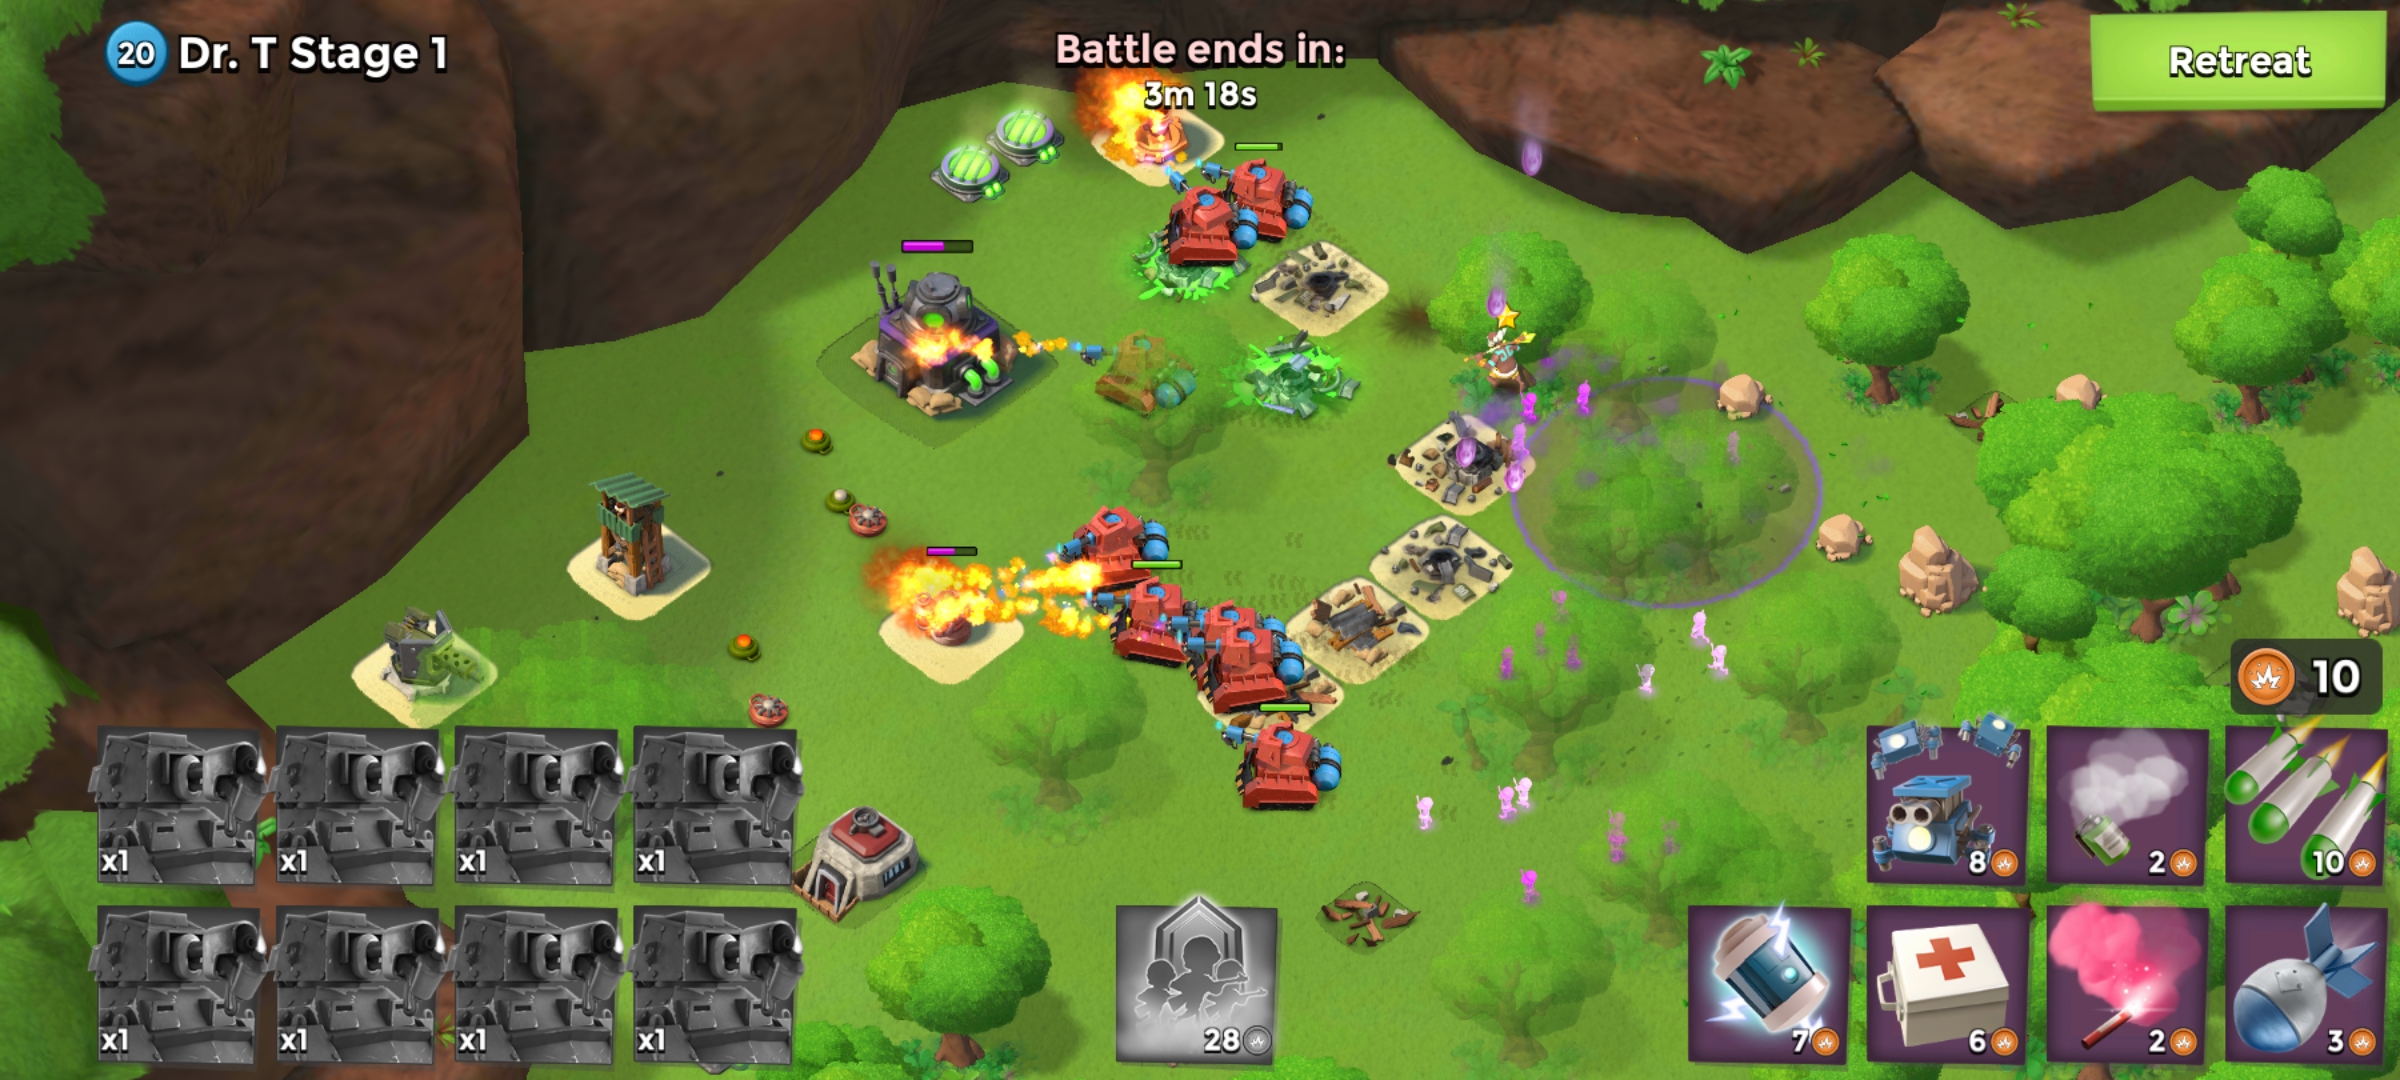 20 Dr. T Stage 1
Battle ends in:
3m 18s
Retreat
10
8 2 10
x1 x1 x1 x1
x1 x1 x1 x1
28
7 6 2 3